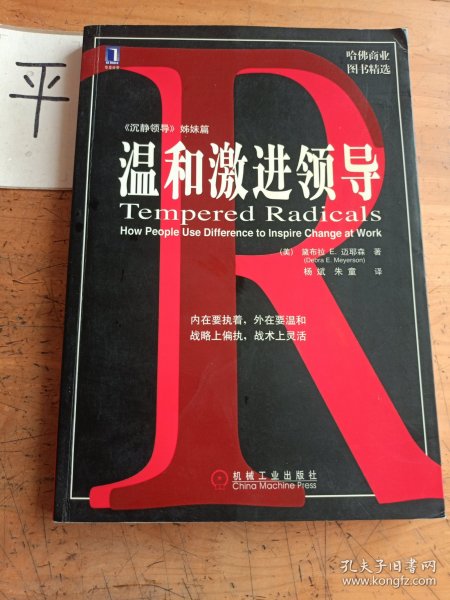 平
哈佛商业
图书精选
《沉静领导》姊妹篇
温和激进领导
Tempered Radicals
How People Use Difference to Inspire Change at Work
(美) 黛布拉 E. 迈耶森 著
(Debra E. Meyerson)
杨斌 朱童 译
内在要执着，外在要温和
战略上偏执，战术上灵活
机械工业出版社
China Machine Press
孔夫子旧书网
www.kongfz.com